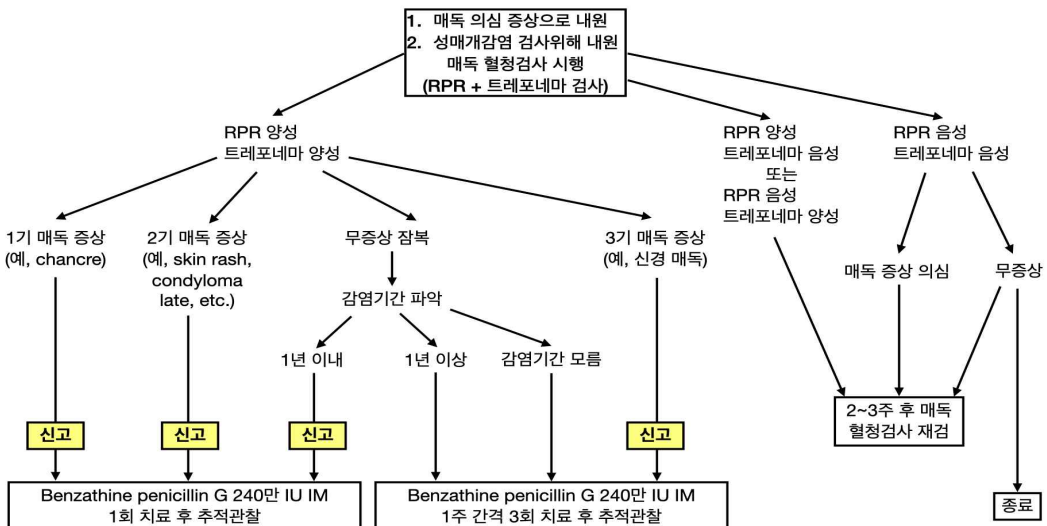 1. 매독 의심 증상으로 내원
2. 성매개감염 검사위해 내원
매독 혈청검사 시행
(RPR + 트레포네마 검사)
RPR 양성
트레포네마 양성
RPR 양성
트레포네마 음성
또는
RPR 음성
트레포네마 양성
RPR 음성
트레포네마 음성
1기 매독 증상
(예, chancre)
2기 매독 증상
(예, skin rash,
condyloma
late, etc.)
무증상 잠복
3기 매독 증상
(예, 신경 매독)
감염기간 파악
매독 증상 의심
무증상
1년 이내
1년 이상
감염기간 모름
2~3주 후 매독
혈청검사 재검
신고
신고
신고
신고
Benzathine penicillin G 240만 IU IM
1회 치료 후 추적관찰
Benzathine penicillin G 240만 IU IM
1주 간격 3회 치료 후 추적관찰
종료